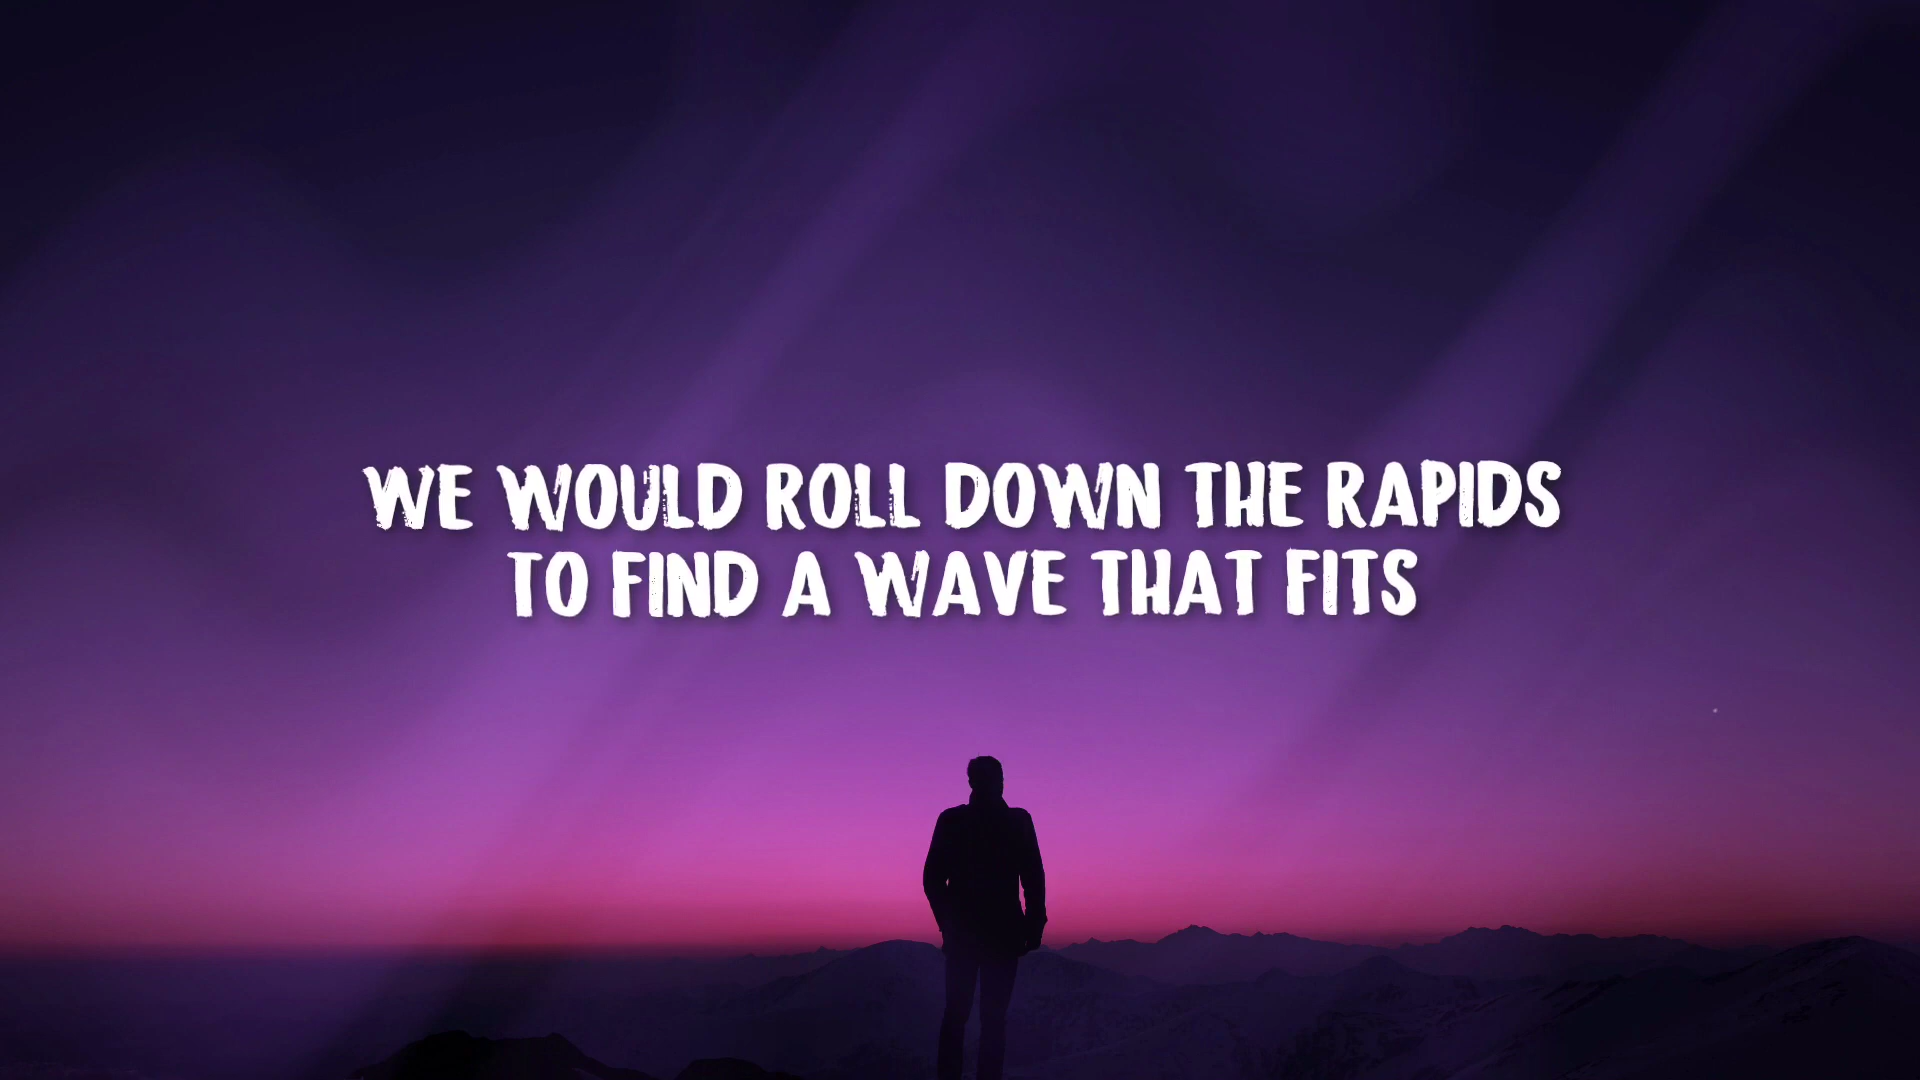 WE WOULD ROLL DOWN THE RAPIDS
TO FIND A WAVE THAT FITS